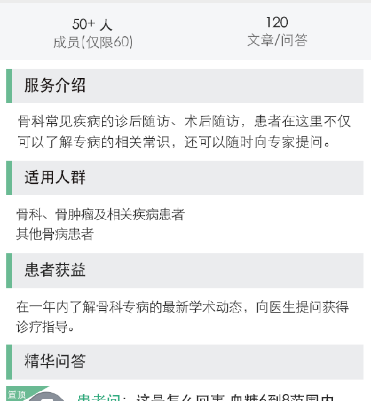 50+ 人
120
成员(仅限60)
文章/问答
服务介绍
骨科常见疾病的诊后随访、术后随访，患者在这里不仅
可以了解专病的相关常识，还可以随时向专家提问。
适用人群
骨科、骨肿瘤及相关疾病患者
其他骨病患者
患者获益
在一年内了解骨科专病的最新学术动态，向医生提问获得
诊疗指导。
精华问答
置顶
患者问：这是怎么回事,血糖6到8范围内